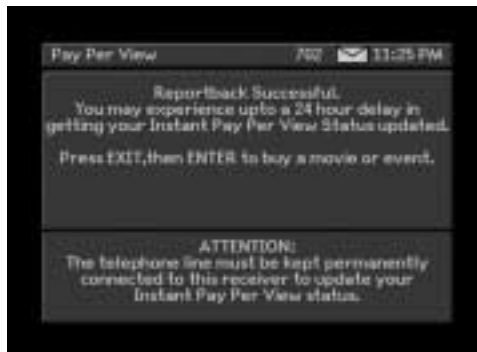 Pay Per View 702 11:25 PM
Reportback Successful.
You may experience upto a 24 hour delay in
getting your Instant Pay Per View Status updated.
Press EXIT,then ENTER to buy a movie or event.
ATTENTION:
The telephone line must be kept permanently
connected to this receiver to update your
Instant Pay Per View status.